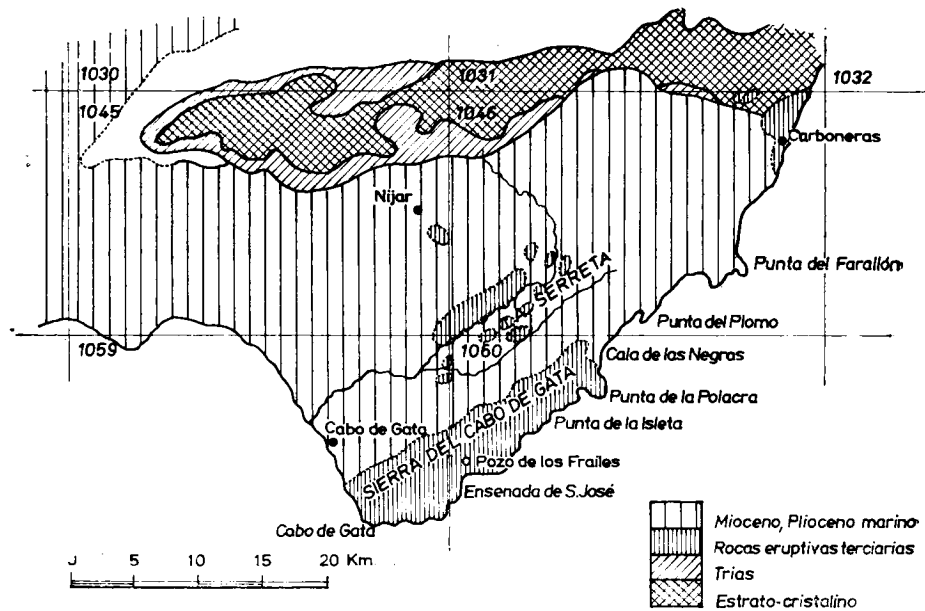 1030
1031
1032
1045
1046
Carboneras
Níjar
Punta del Farallón
SERRETA
Punta del Plomo
1059
1060
Cala de las Negras
Punta de la Polacra
SIERRA DEL CABO DE GATA
Punta de la Isleta
Cabo de Gata
Pozo de los Frailes
Ensenada de S. José
Cabo de Gata
Mioceno, Plioceno marino
Rocas eruptivas terciarias
Trias
Estrato-cristalino
J 5 10 15 20 Km.